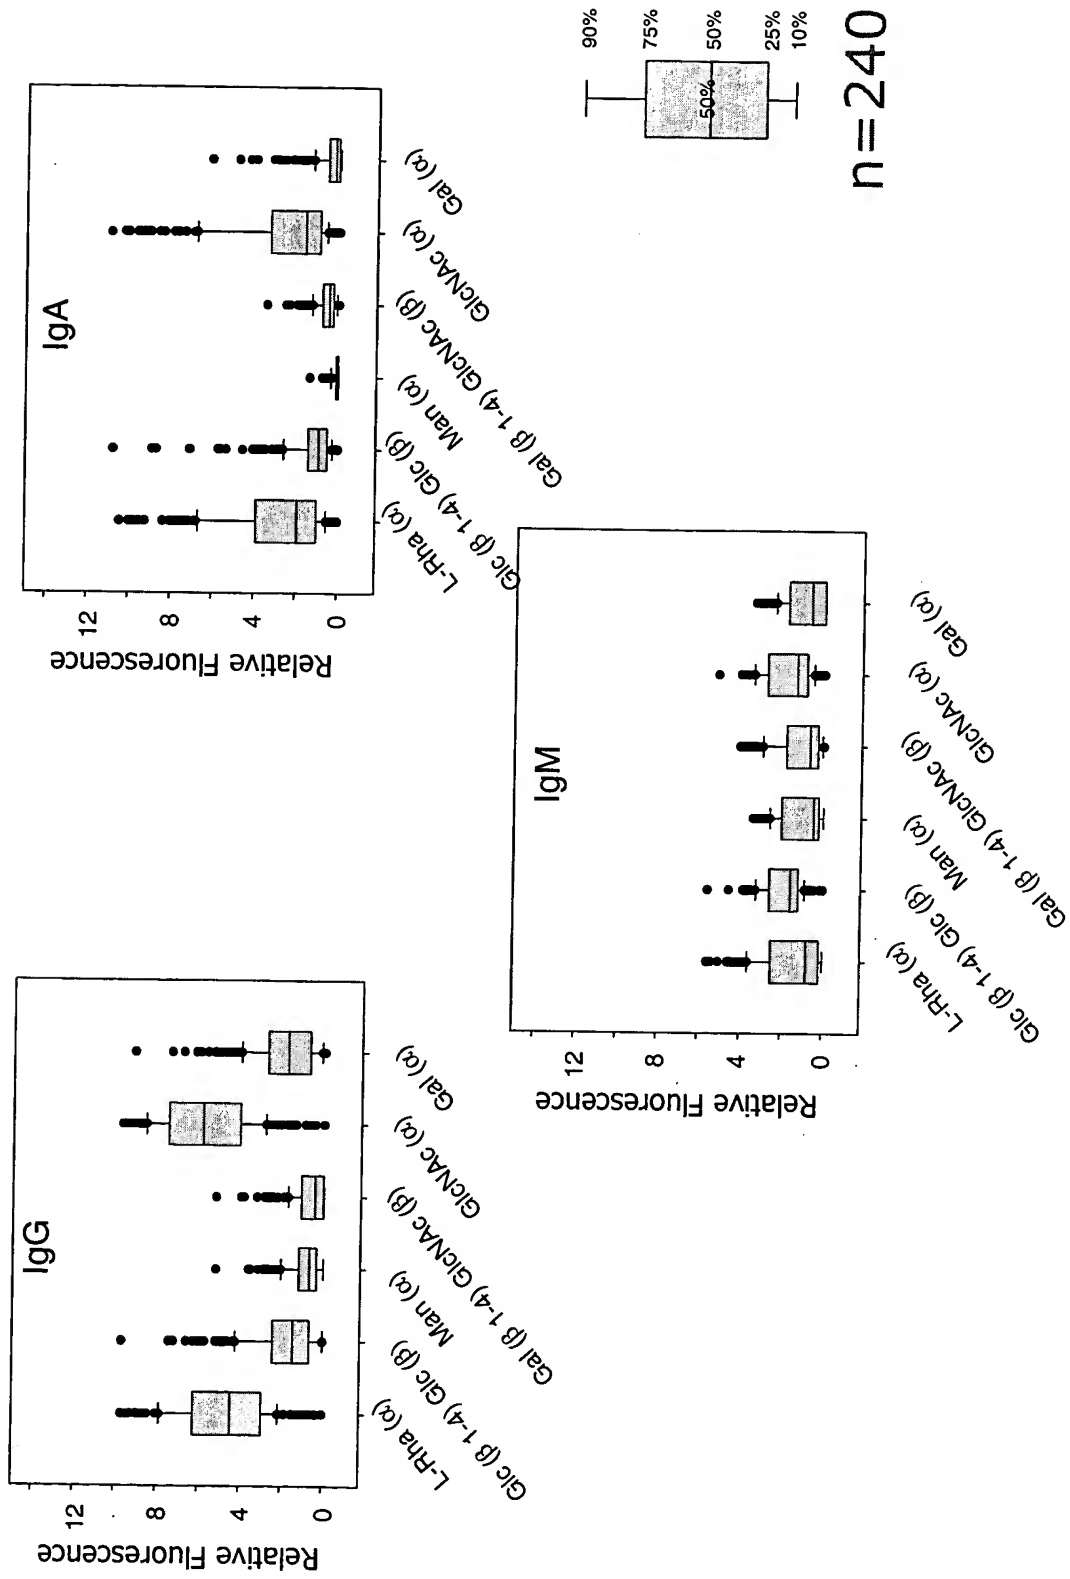 IgG
Relative Fluorescence
12
8
4
0
L-Rha (α)
Glc (β 1-4) Glc (β)
Man (α)
Gal (β 1-4) GlcNAc (β)
GlcNAc (α)
Gal (α)
IgA
Relative Fluorescence
12
8
4
0
L-Rha (α)
Glc (β 1-4) Glc (β)
Man (α)
Gal (β 1-4) GlcNAc (β)
GlcNAc (α)
Gal (α)
IgM
Relative Fluorescence
12
8
4
0
L-Rha (α)
Glc (β 1-4) Glc (β)
Man (α)
Gal (β 1-4) GlcNAc (β)
GlcNAc (α)
Gal (α)
90%
75%
50%
50%
25%
10%
n=240